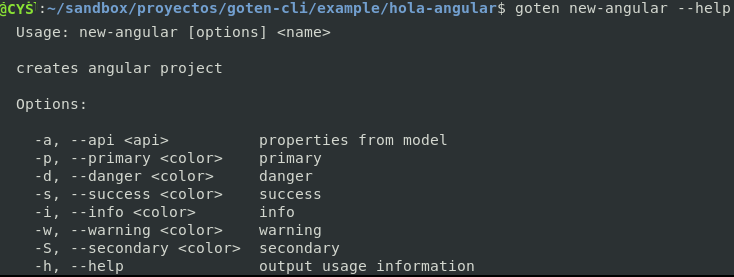 @CYS:~/sandbox/proyectos/goten-cli/example/hola-angular$ goten new-angular --help
Usage: new-angular [options] <name>
creates angular project
Options:
-a, --api <api> properties from model
-p, --primary <color> primary
-d, --danger <color> danger
-s, --success <color> success
-i, --info <color> info
-w, --warning <color> warning
-S, --secondary <color> secondary
-h, --help output usage information